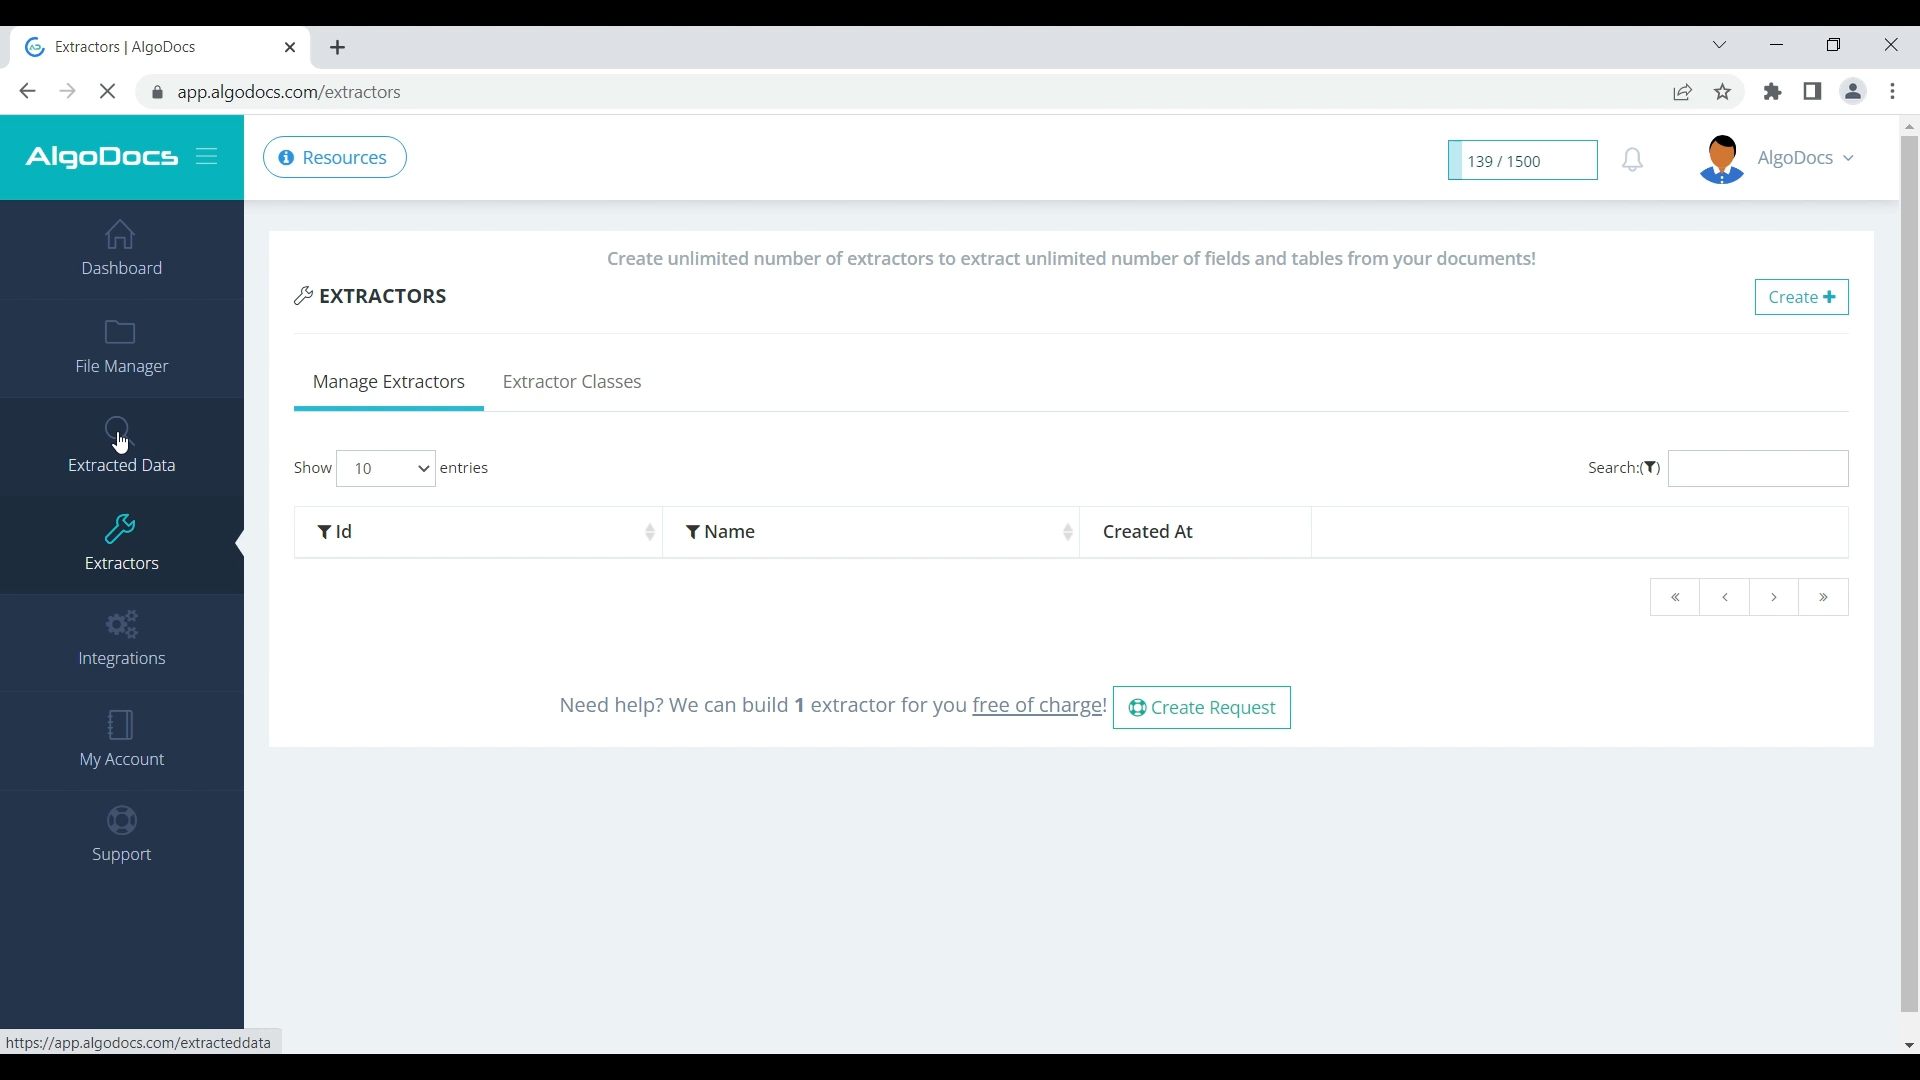 Extractors | AlgoDocs
app.algodocs.com/extractors
AlgoDocs
Resources
139 / 1500
AlgoDocs
Dashboard
File Manager
Extracted Data
Extractors
Integrations
My Account
Support
Create unlimited number of extractors to extract unlimited number of fields and tables from your documents!
EXTRACTORS
Create
Manage Extractors Extractor Classes
Show 10 entries
Search:
Id Name Created At
« ‹ › »
Need help? We can build 1 extractor for you free of charge! Create Request
https://app.algodocs.com/extracteddata